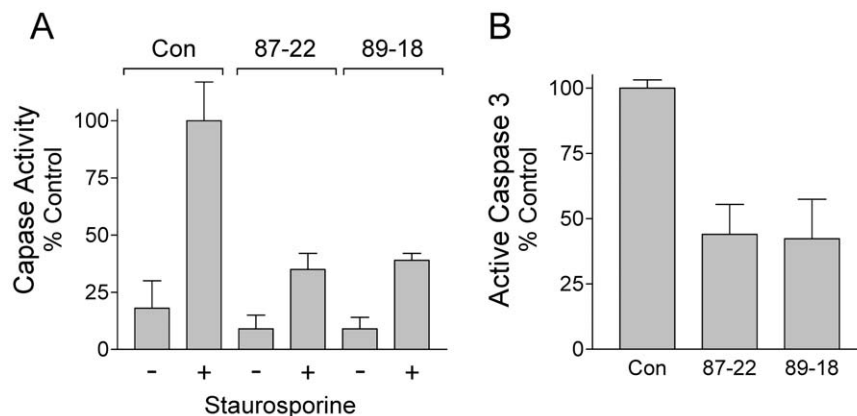 A
Con 87-22 89-18
Capase Activity
% Control
100
75
50
25
0
- + - + - +
Staurosporine
B
Active Caspase 3
% Control
100
75
50
25
0
Con 87-22 89-18